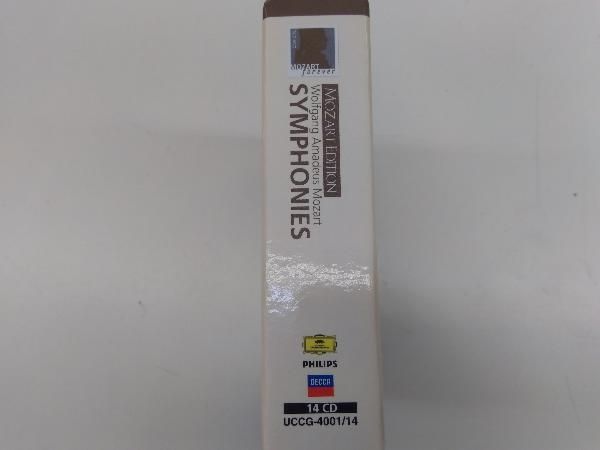 MOZART
forever
MOZART EDITION
Wolfgang Amadeus Mozart
SYMPHONIES
PHILIPS
DECCA
14 CD
UCCG-4001/14